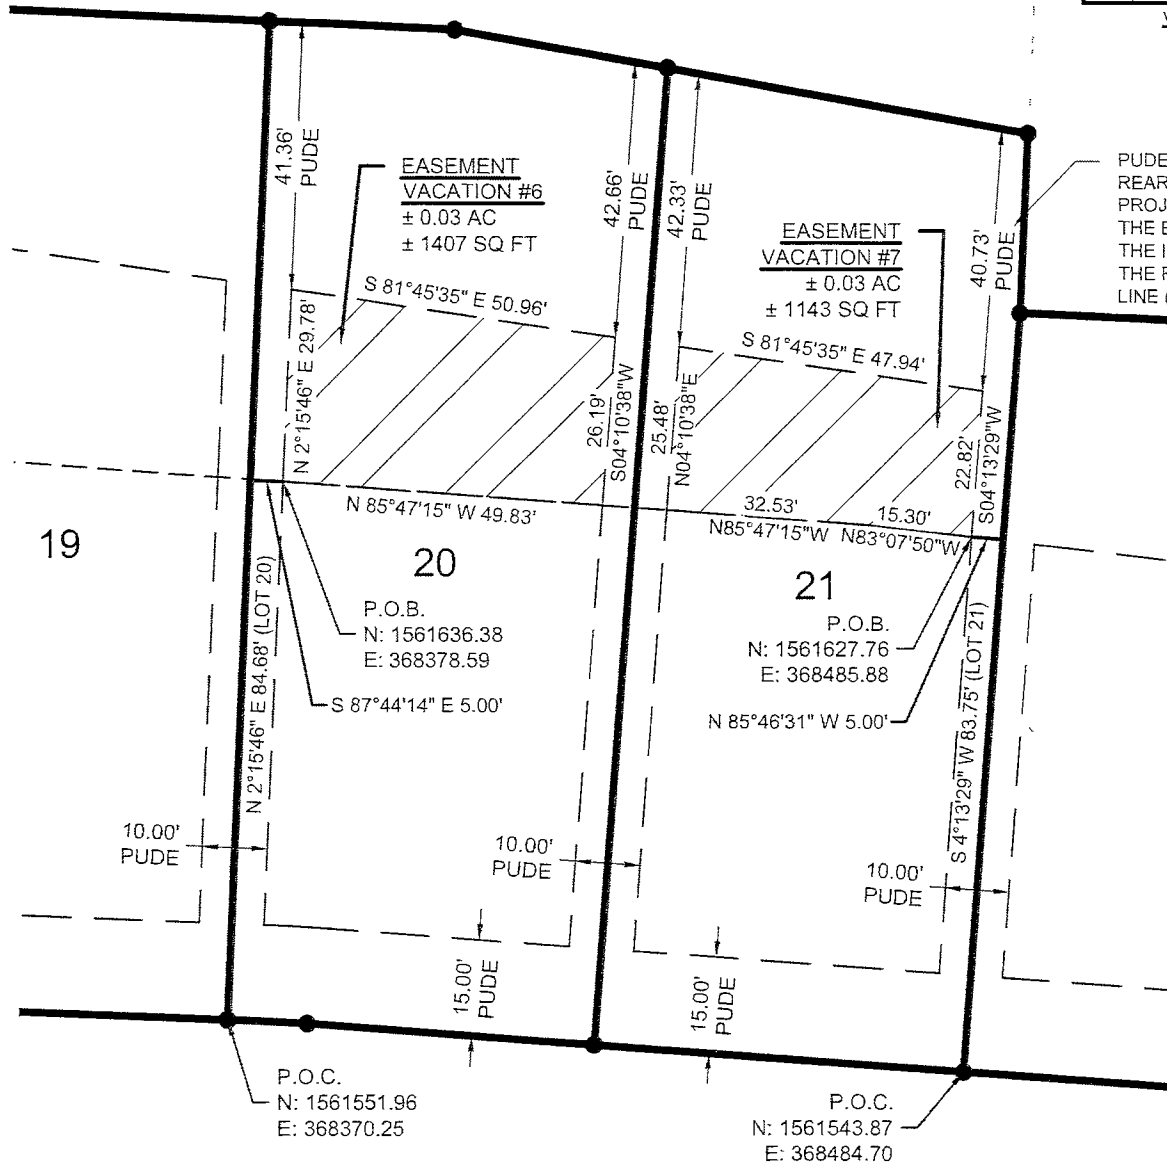 41.36'
PUDE
EASEMENT
VACATION #6
± 0.03 AC
± 1407 SQ FT
42.66'
PUDE
42.33'
PUDE
EASEMENT
VACATION #7
± 0.03 AC
± 1143 SQ FT
40.73'
PUDE
PUDE
REAR
PROJ
THE
THE
THE
LINE
S 81°45'35" E 50.96'
N 2°15'46" E 29.78'
26.19'
S04°10'38"W
25.48'
N04°10'38"E
S 81°45'35" E 47.94'
22.82'
S04°13'29"W
N 85°47'15" W 49.83'
32.53'
N85°47'15"W
15.30'
N83°07'50"W
19
20
21
P.O.B.
N: 1561636.38
E: 368378.59
S 87°44'14" E 5.00'
P.O.B.
N: 1561627.76
E: 368485.88
N 85°46'31" W 5.00'
N 2°15'46" E 84.68' (LOT 20)
S 4°13'29" W 83.75' (LOT 21)
10.00'
PUDE
10.00'
PUDE
10.00'
PUDE
15.00'
PUDE
15.00'
PUDE
P.O.C.
N: 1561551.96
E: 368370.25
P.O.C.
N: 1561543.87
E: 368484.70